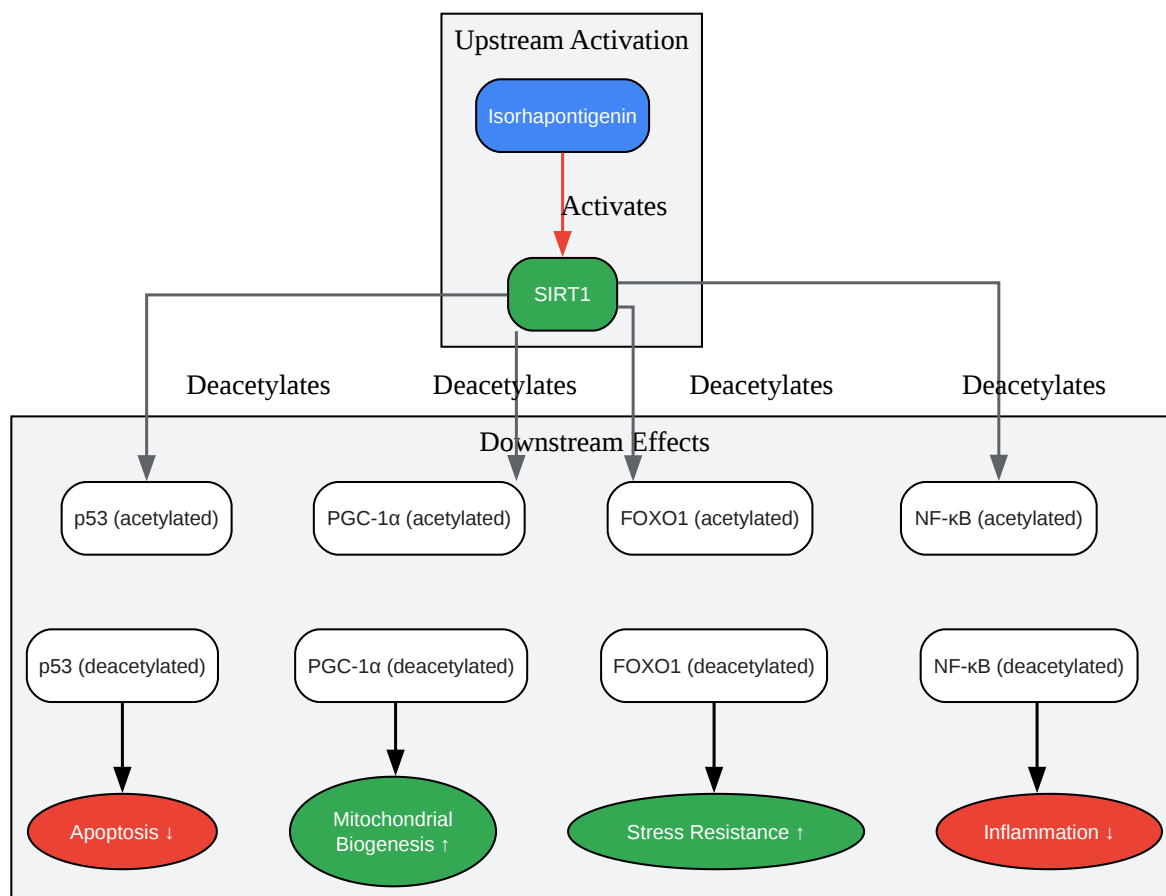 Upstream Activation
Isorhapontigenin
Activates
SIRT1
Deacetylates
Deacetylates
Deacetylates
Deacetylates
Downstream Effects
p53 (acetylated)
PGC-1α (acetylated)
FOXO1 (acetylated)
NF-κB (acetylated)
p53 (deacetylated)
PGC-1α (deacetylated)
FOXO1 (deacetylated)
NF-κB (deacetylated)
Apoptosis ↓
Mitochondrial
Biogenesis ↑
Stress Resistance ↑
Inflammation ↓